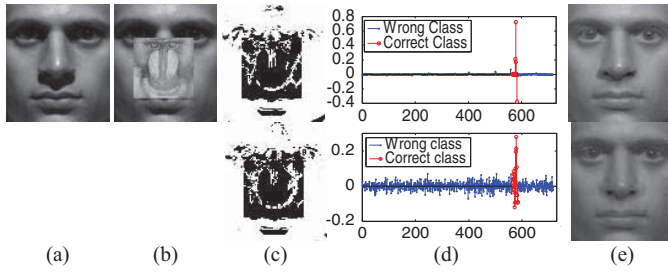 0.8
0.6
0.4
0.2
0
-0.2
-0.4
Wrong Class
Correct Class
0 200 400 600
0.2
0
0.2
Wrong class
Correct class
0 200 400 600
(a) (b) (c) (d) (e)